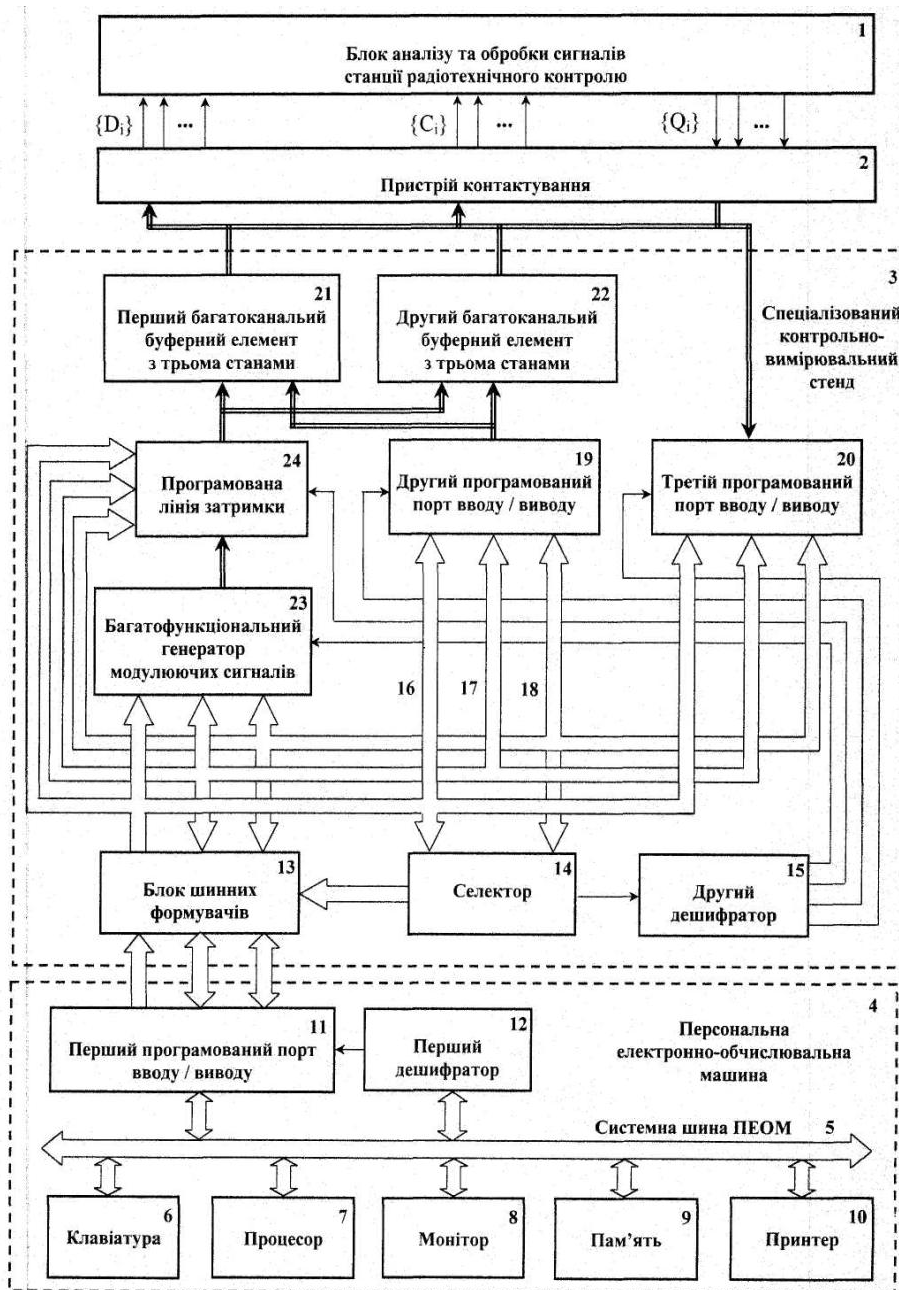 1
Блок аналізу та обробки сигналів
станції радіотехнічного контролю
{Di} ... {Ci} ... {Qi} ...
2
Пристрій контактування
3
Спеціалізований
контрольно-
вимірювальний
стенд
21
Перший багатоканальий
буферний елемент
з трьома станами
22
Другий багатоканальий
буферний елемент
з трьома станами
24
Програмована
лінія затримки
19
Другий програмований
порт вводу / виводу
20
Третій програмований
порт вводу / виводу
23
Багатофункціональний
генератор
модулюючих сигналів
16 17 18
13
Блок шинних
формувачів
14
Селектор
15
Другий
дешифратор
4
Персональна
електронно-обчислювальна
машина
11
Перший програмований порт
вводу / виводу
12
Перший
дешифратор
Системна шина ПЕОМ 5
6
Клавіатура
7
Процесор
8
Монітор
9
Пам’ять
10
Принтер